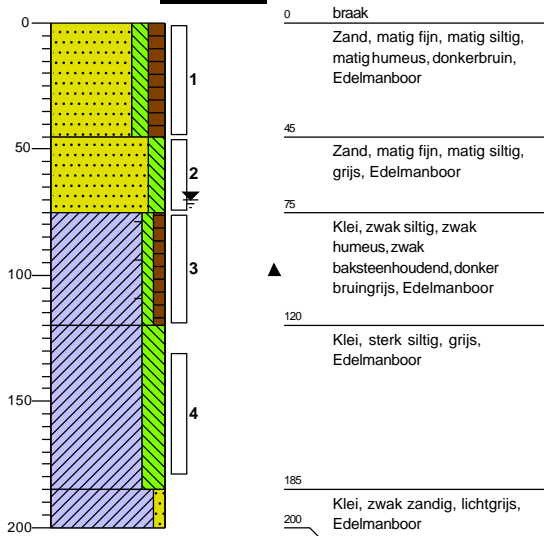 0
50
100
150
200
1
2
3
4
0 braak
Zand, matig fijn, matig siltig,
matig humeus, donkerbruin,
Edelmanboor
45
Zand, matig fijn, matig siltig,
grijs, Edelmanboor
75
Klei, zwak siltig, zwak
humeus, zwak
baksteenhoudend, donker
bruingrijs, Edelmanboor
120
Klei, sterk siltig, grijs,
Edelmanboor
185
Klei, zwak zandig, lichtgrijs,
Edelmanboor
200